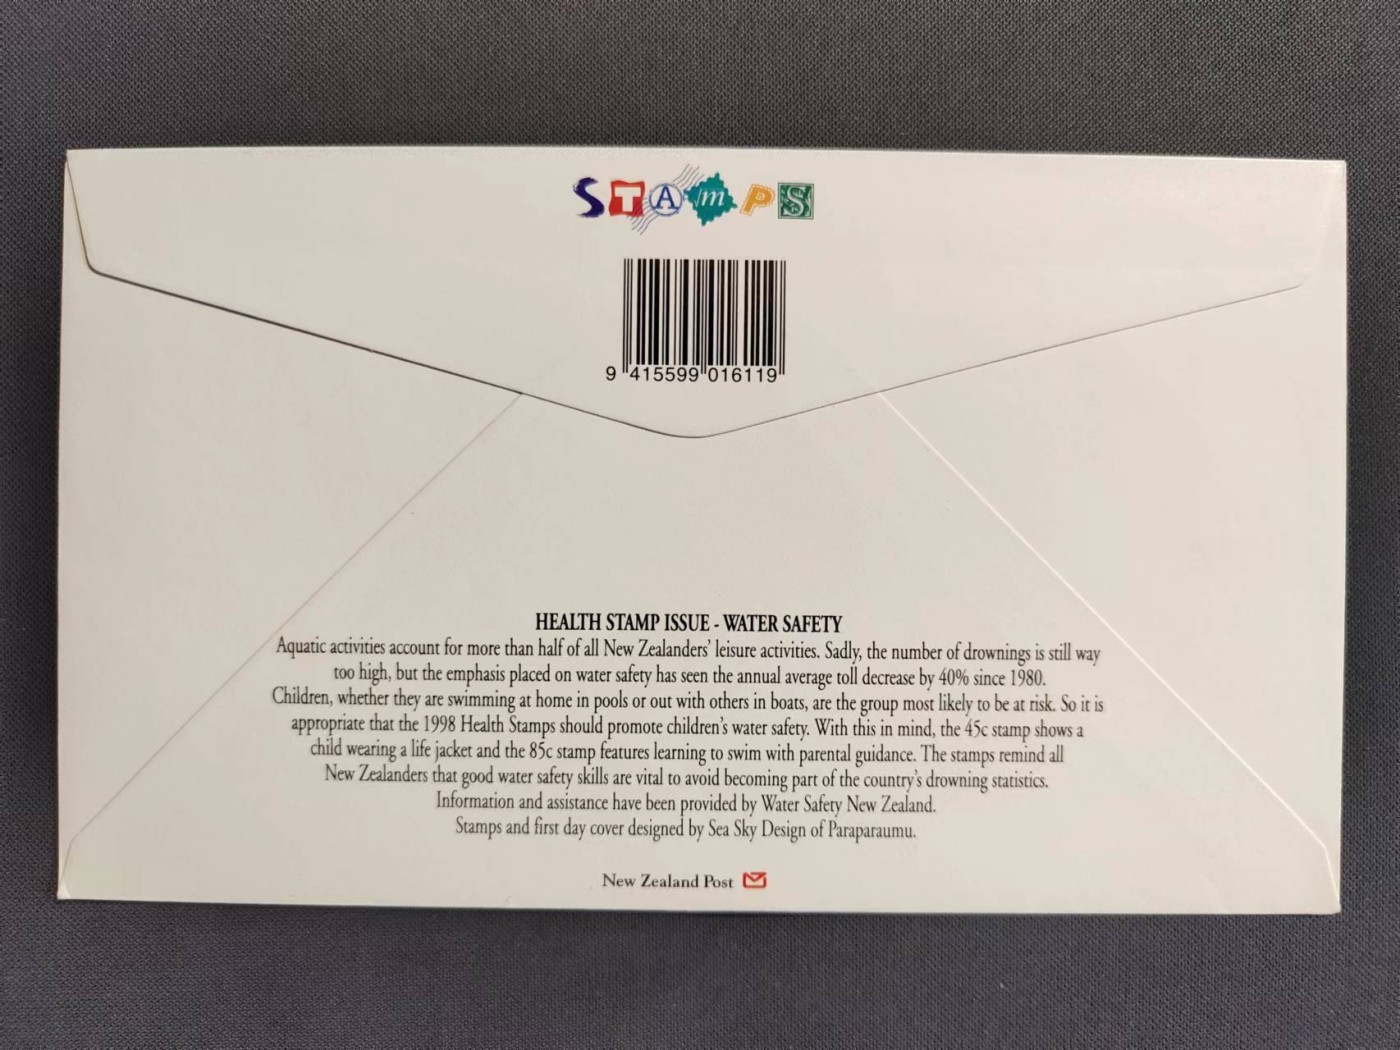 STAmPS
9 415599 016119
HEALTH STAMP ISSUE - WATER SAFETY
Aquatic activities account for more than half of all New Zealanders' leisure activities. Sadly, the number of drownings is still way
too high, but the emphasis placed on water safety has seen the annual average toll decrease by 40% since 1980.
Children, whether they are swimming at home in pools or out with others in boats, are the group most likely to be at risk. So it is
appropriate that the 1998 Health Stamps should promote children's water safety. With this in mind, the 45c stamp shows a
child wearing a life jacket and the 85c stamp features learning to swim with parental guidance. The stamps remind all
New Zealanders that good water safety skills are vital to avoid becoming part of the country's drowning statistics.
Information and assistance have been provided by Water Safety New Zealand.
Stamps and first day cover designed by Sea Sky Design of Paraparaumu.
New Zealand Post